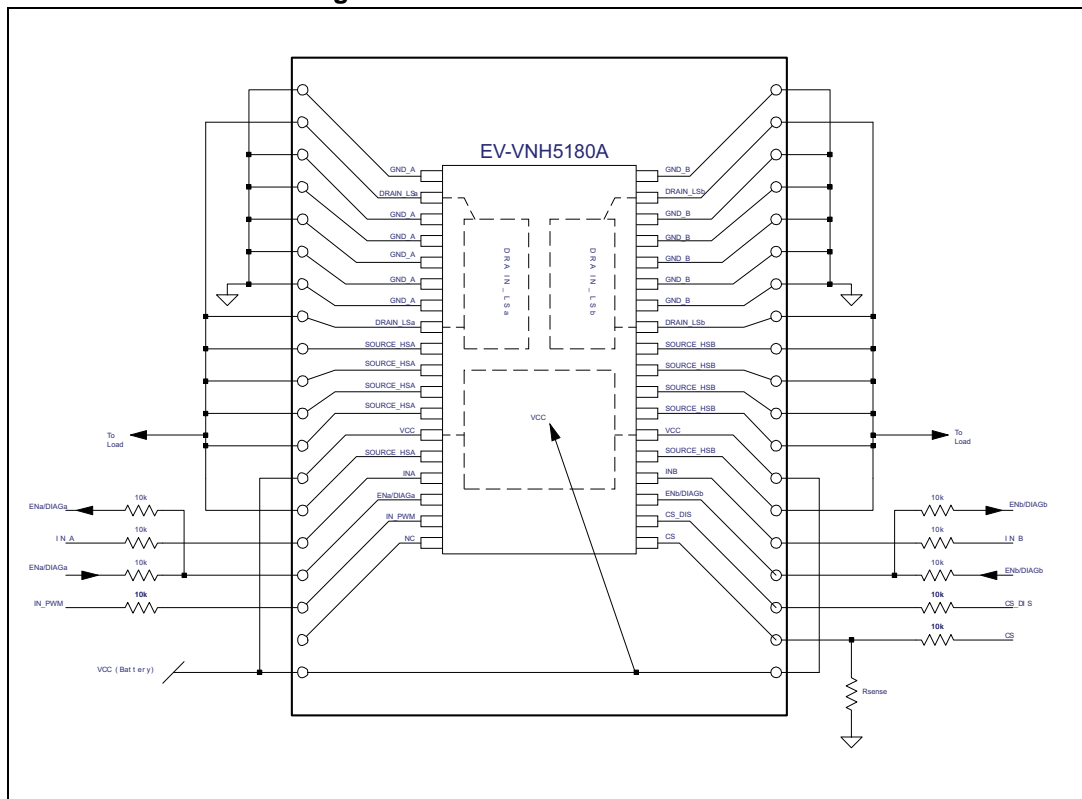 EV-VNH5180A
GND_A
DRAIN_LSa
GND_A
GND_A
GND_A
GND_A
GND_A
DRAIN_LSa
SOURCE_HSA
SOURCE_HSA
SOURCE_HSA
SOURCE_HSA
VCC
SOURCE_HSA
INA
ENa/DIAGa
IN_PWM
NC
DRAIN_LSa
DRAIN_LSb
VCC
GND_B
DRAIN_LSb
GND_B
GND_B
GND_B
GND_B
GND_B
DRAIN_LSb
SOURCE_HSB
SOURCE_HSB
SOURCE_HSB
SOURCE_HSB
VCC
SOURCE_HSB
INB
ENb/DIAGb
CS_DIS
CS
To
Load
ENa/DIAGa
10k
IN_A
10k
ENa/DIAGa
10k
IN_PWM
10k
VCC (Battery)
To
Load
10k
ENb/DIAGb
10k
IN_B
10k
ENb/DIAGb
10k
CS_DIS
10k
CS
Rsense